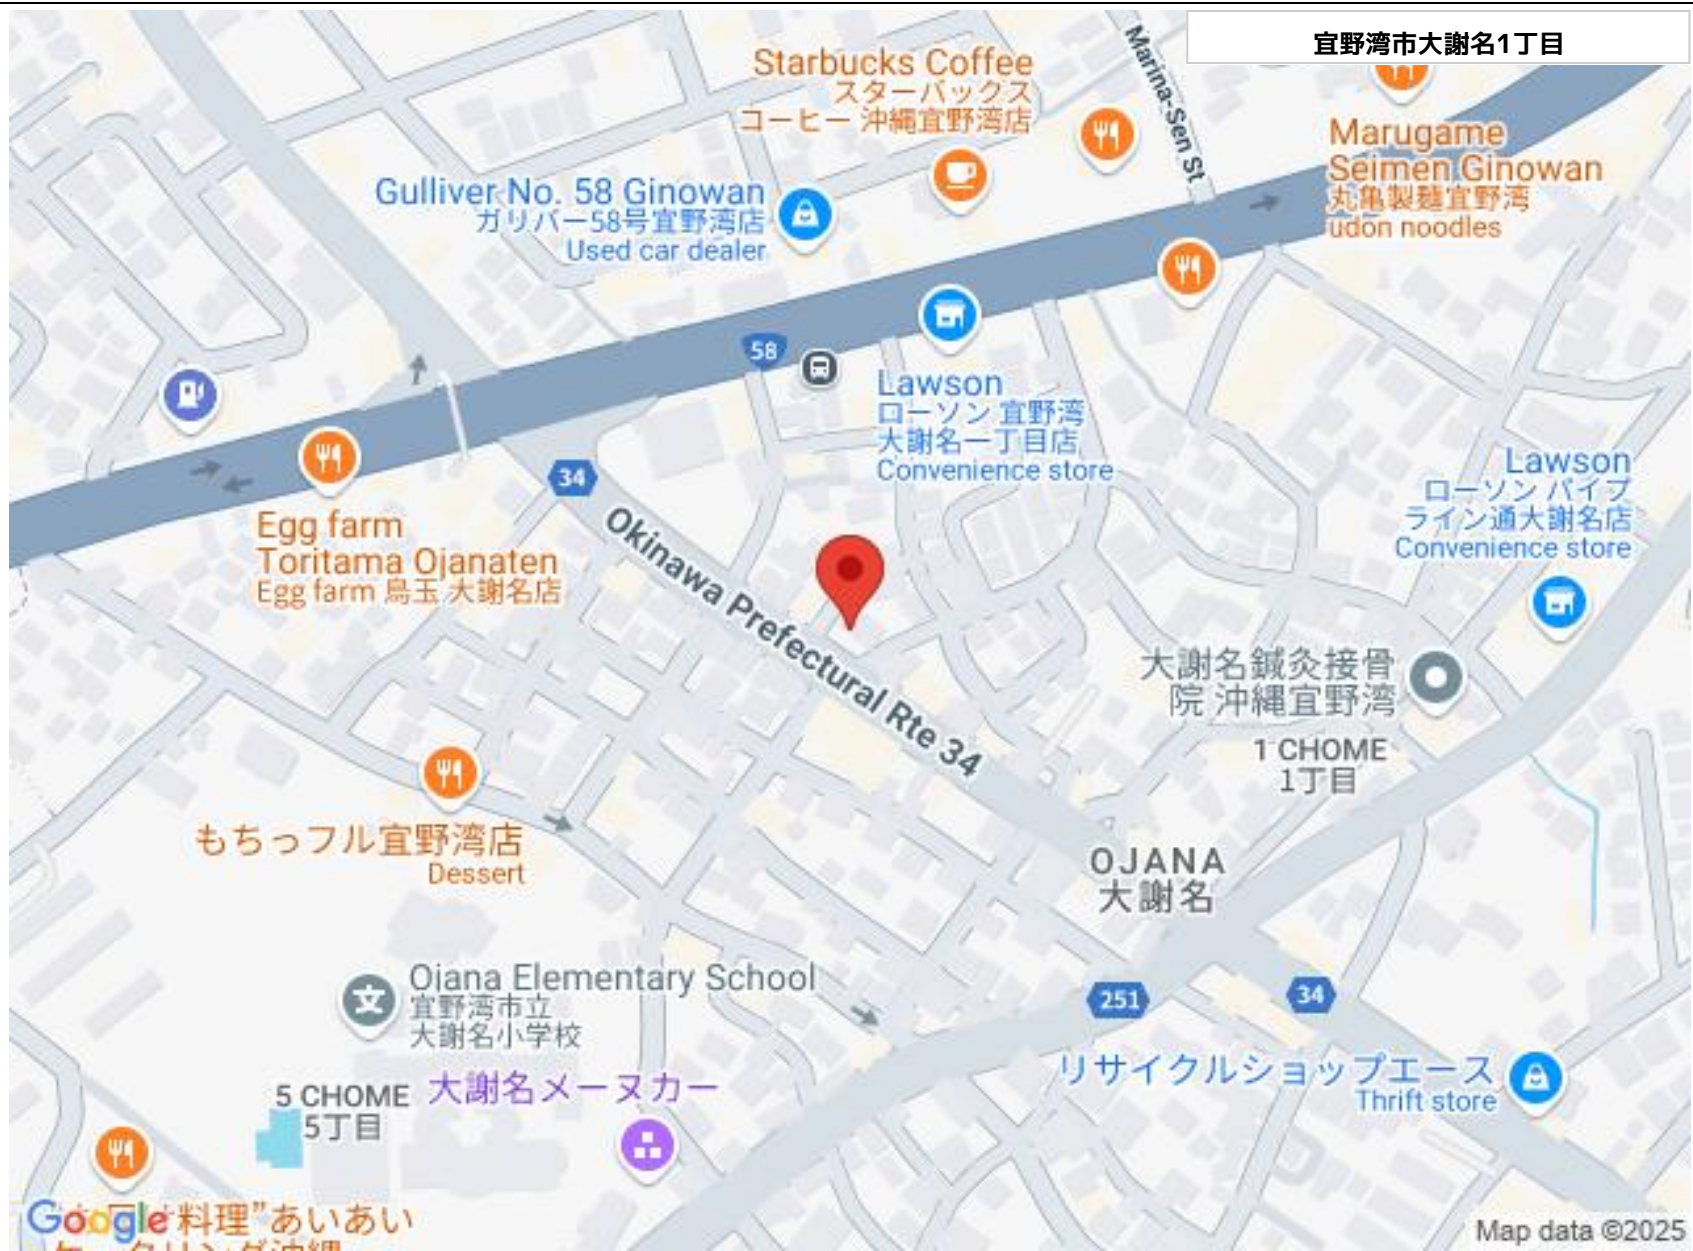 宜野湾市大謝名1丁目
Starbucks Coffee
スターバックス
コーヒー 沖縄宜野湾店
Marina-Sen St
Marugame
Seimen Ginowan
丸亀製麺宜野湾
udon noodles
Gulliver No. 58 Ginowan
ガリバー58号宜野湾店
Used car dealer
58
Lawson
ローソン 宜野湾
大謝名一丁目店
Convenience store
34
Lawson
ローソン パイプ
ライン通大謝名店
Convenience store
Egg farm
Toritama Ojanaten
Egg farm 鳥玉 大謝名店
Okinawa Prefectural Rte 34
大謝名鍼灸接骨
院 沖縄宜野湾
1 CHOME
1丁目
もちっフル宜野湾店
Dessert
OJANA
大謝名
Ojana Elementary School
宜野湾市立
大謝名小学校
文
251
34
リサイクルショップエース
Thrift store
5 CHOME
5丁目
大謝名メーヌカー
Google
料理”あいあい
Map data ©2025